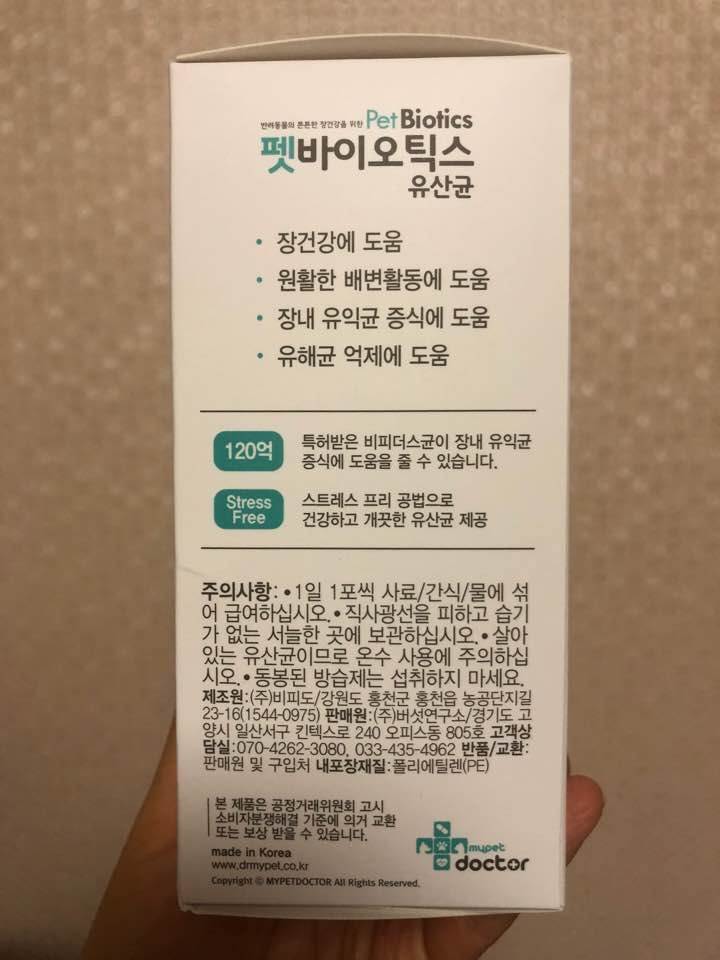 반려동물의 튼튼한 장건강을 위한 Pet Biotics
펫바이오틱스
유산균
• 장건강에 도움
• 원활한 배변활동에 도움
• 장내 유익균 증식에 도움
• 유해균 억제에 도움
120억 특허받은 비피더스균이 장내 유익균
증식에 도움을 줄 수 있습니다.
Stress
Free
스트레스 프리 공법으로
건강하고 개끗한 유산균 제공
주의사항: • 1일 1포씩 사료/간식/물에 섞
어 급여하십시오. • 직사광선을 피하고 습기
가 없는 서늘한 곳에 보관하십시오. • 살아
있는 유산균이므로 온수 사용에 주의하십
시오. • 동봉된 방습제는 섭취하지 마세요.
제조원:(주)비피도/강원도 홍천군 홍천읍 농공단지길
23-16(1544-0975) 판매원:(주)버섯연구소/경기도 고
양시 일산서구 킨텍스로 240 오피스동 805호 고객상
담실:070-4262-3080, 033-435-4962 반품/교환:
판매원 및 구입처 내포장재질:폴리에틸렌(PE)
본 제품은 공정거래위원회 고시
소비자분쟁해결 기준에 의거 교환
또는 보상 받을 수 있습니다.
made in Korea
www.drmypet.co.kr
Copyright © MYPETDOCTOR All Rights Reserved.
mypet
doctor